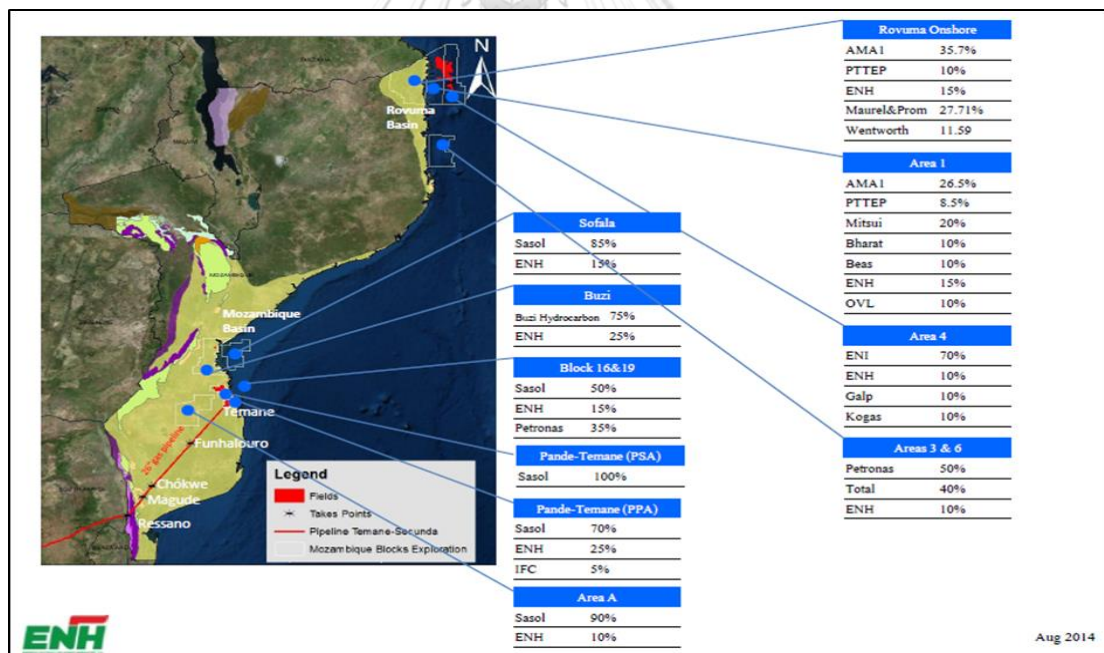 N
Rovuma
Basin
MOZAMBIQUE
Mozambique
Basin
Temane
Funhalouro
26" gas pipeline
Chókwe
Magude
Ressano
Legend
Fields
Takes Points
Pipeline Temane-Secunda
Mozambique Blocks Exploration
ENH
Sofala
Sasol 85%
ENH 15%
Buzi
Buzi Hydrocarbon 75%
ENH 25%
Block 16&19
Sasol 50%
ENH 15%
Petronas 35%
Pande-Temane (PSA)
Sasol 100%
Pande-Temane (PPA)
Sasol 70%
ENH 25%
IFC 5%
Area A
Sasol 90%
ENH 10%
Rovuma Onshore
AMA1 35.7%
PTTEP 10%
ENH 15%
Maurel&Prom 27.71%
Wentworth 11.59
Area 1
AMA1 26.5%
PTTEP 8.5%
Mitsui 20%
Bharat 10%
Beas 10%
ENH 15%
OVL 10%
Area 4
ENI 70%
ENH 10%
Galp 10%
Kogas 10%
Areas 3 & 6
Petronas 50%
Total 40%
ENH 10%
Aug 2014